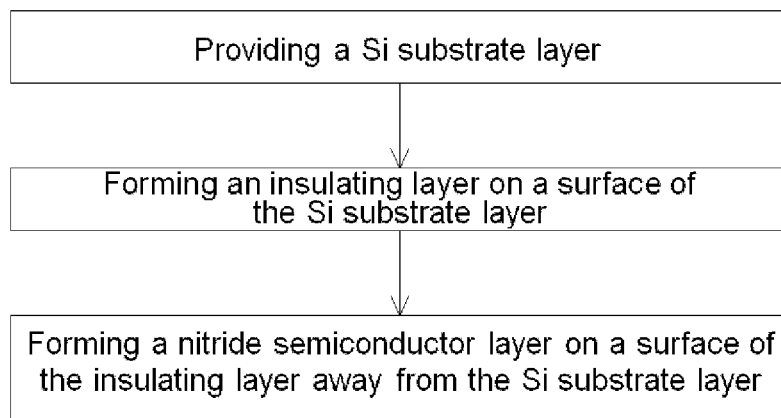 Providing a Si substrate layer
Forming an insulating layer on a surface of
the Si substrate layer
Forming a nitride semiconductor layer on a surface of
the insulating layer away from the Si substrate layer